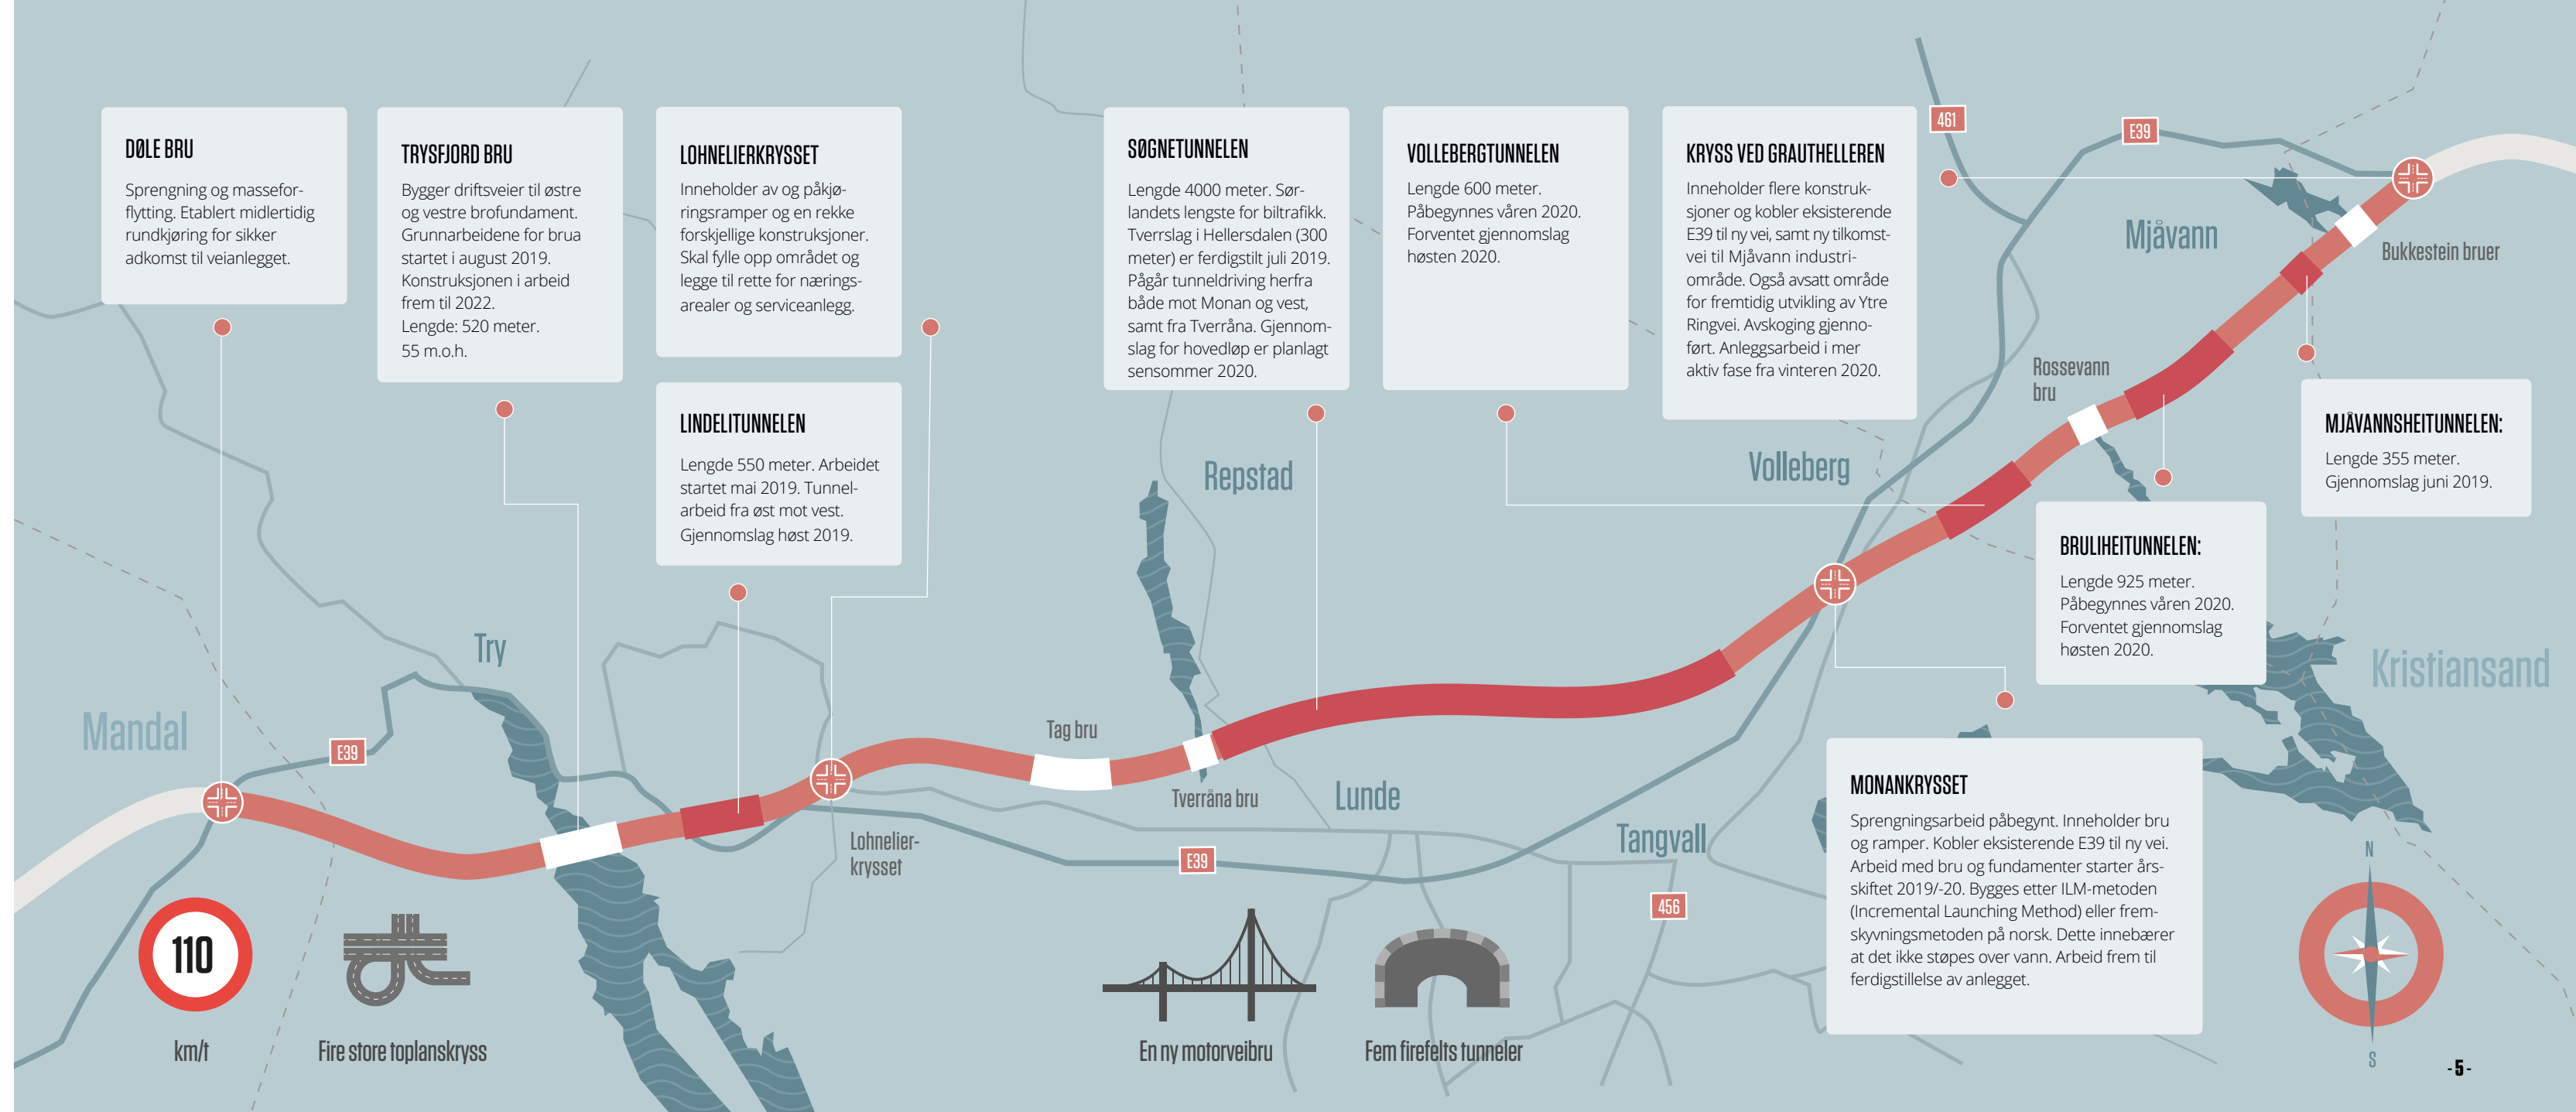 DØLE BRU
Sprengning og massefor-
flytting. Etablert midlertidig
rundkjøring for sikker
adkomst til veianlegget.
TRYSFJORD BRU
Bygger driftsveier til østre
og vestre brofundament.
Grunnarbeidene for brua
startet i august 2019.
Konstruksjonen i arbeid
frem til 2022.
Lengde: 520 meter.
55 m.o.h.
LOHNELIERKRYSSET
Inneholder av og påkjø-
ringsramper og en rekke
forskjellige konstruksjoner.
Skal fylle opp området og
legge til rette for nærings-
arealer og serviceanlegg.
LINDELITUNNELEN
Lengde 550 meter. Arbeidet
startet mai 2019. Tunnel-
arbeid fra øst mot vest.
Gjennomslag høst 2019.
SØGNETUNNELEN
Lengde 4000 meter. Sør-
landets lengste for biltrafikk.
Tverrslag i Hellersdalen (300
meter) er ferdigstilt juli 2019.
Pågår tunneldriving herfra
både mot Monan og vest,
samt fra Tverråna. Gjennom-
slag for hovedløp er planlagt
sensommer 2020.
VOLLEBERGTUNNELEN
Lengde 600 meter.
Påbegynnes våren 2020.
Forventet gjennomslag
høsten 2020.
KRYSS VED GRAUTHELLEREN
Inneholder flere konstruk-
sjoner og kobler eksisterende
E39 til ny vei, samt ny tilkomst-
vei til Mjåvann industri-
område. Også avsatt område
for fremtidig utvikling av Ytre
Ringvei. Avskoging gjenno-
ført. Anleggsarbeid i mer
aktiv fase fra vinteren 2020.
461
E39
Mjåvann
Bukkestein bruer
Rossevann
bru
MJÅVANNSHEITUNNELEN:
Lengde 355 meter.
Gjennomslag juni 2019.
BRULIHEITUNNELEN:
Lengde 925 meter.
Påbegynnes våren 2020.
Forventet gjennomslag
høsten 2020.
Kristiansand
Repstad
Volleberg
Try
Mandal
E39
Tag bru
Tverråna bru
Lunde
Lohnelier-
krysset
E39
Tangvall
456
MONANKRYSSET
Sprengningsarbeid påbegynt. Inneholder bru
og ramper. Kobler eksisterende E39 til ny vei.
Arbeid med bru og fundamenter starter års-
skiftet 2019/-20. Bygges etter ILM-metoden
(Incremental Launching Method) eller frem-
skyvningsmetoden på norsk. Dette innebærer
at det ikke støpes over vann. Arbeid frem til
ferdigstillelse av anlegget.
110
km/t
Fire store toplanskryss
En ny motorveibru
Fem firefelts tunneler
N
S
-5-